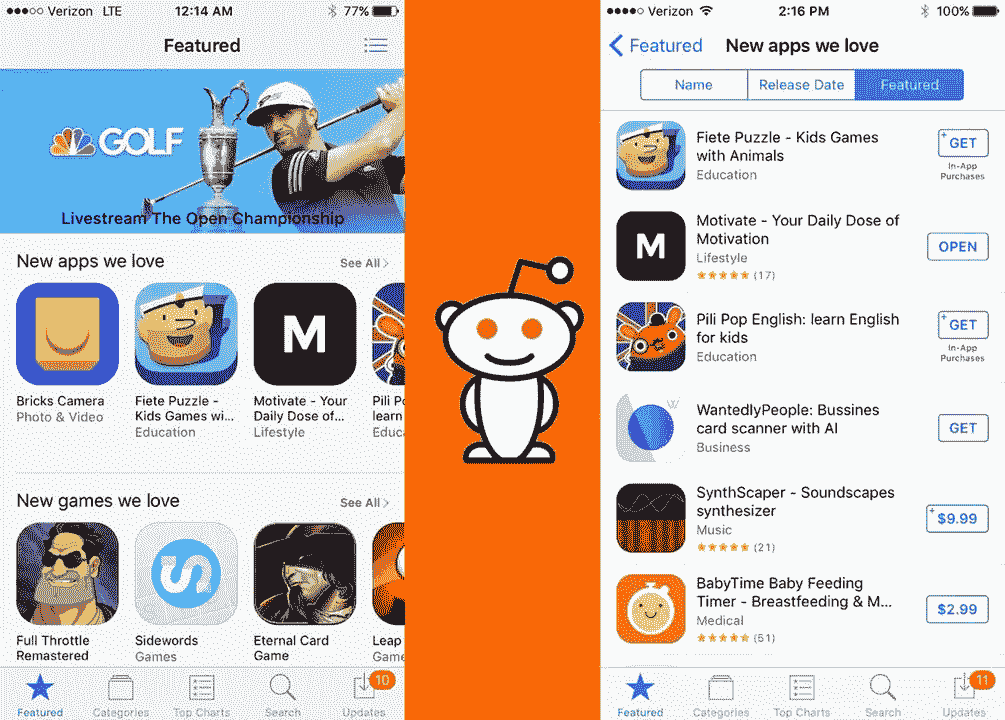 Verizon LTE 12:14 AM 77%
Featured
GOLF
Livestream The Open Championship
New apps we love See All >
M
Bricks Camera
Photo & Video
Fiete Puzzle -
Kids Games wi...
Education
Motivate - Your
Daily Dose of...
Lifestyle
Pili Po
learn
Educa
New games we love See All >
S
Full Throttle
Remastered
Sidewords
Games
Eternal Card
Game
Leap
Game
10
Featured Categories Top Charts Search Updates
Verizon 2:16 PM 100%
Featured New apps we love
Name Release Date Featured
Fiete Puzzle - Kids Games
with Animals
Education
+ GET
In-App
Purchases
M
Motivate - Your Daily Dose of
Motivation
Lifestyle
(17)
OPEN
Pili Pop English: learn English
for kids
Education
+ GET
In-App
Purchases
W
WantedlyPeople: Bussines
card scanner with AI
Business
GET
SynthScaper - Soundscapes
synthesizer
Music
(21)
+ $9.99
BabyTime Baby Feeding
Timer - Breastfeeding & M...
Medical
(51)
$2.99
11
Featured Categories Top Charts Search Updates